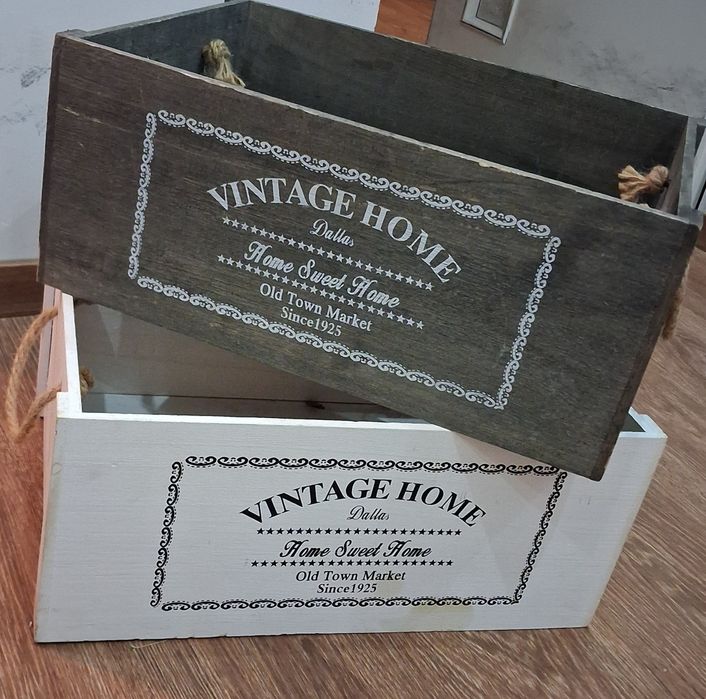 VINTAGE HOME
Dallas
Home Sweet Home
Old Town Market
Since1925
VINTAGE HOME
Dallas
Home Sweet Home
Old Town Market
Since1925